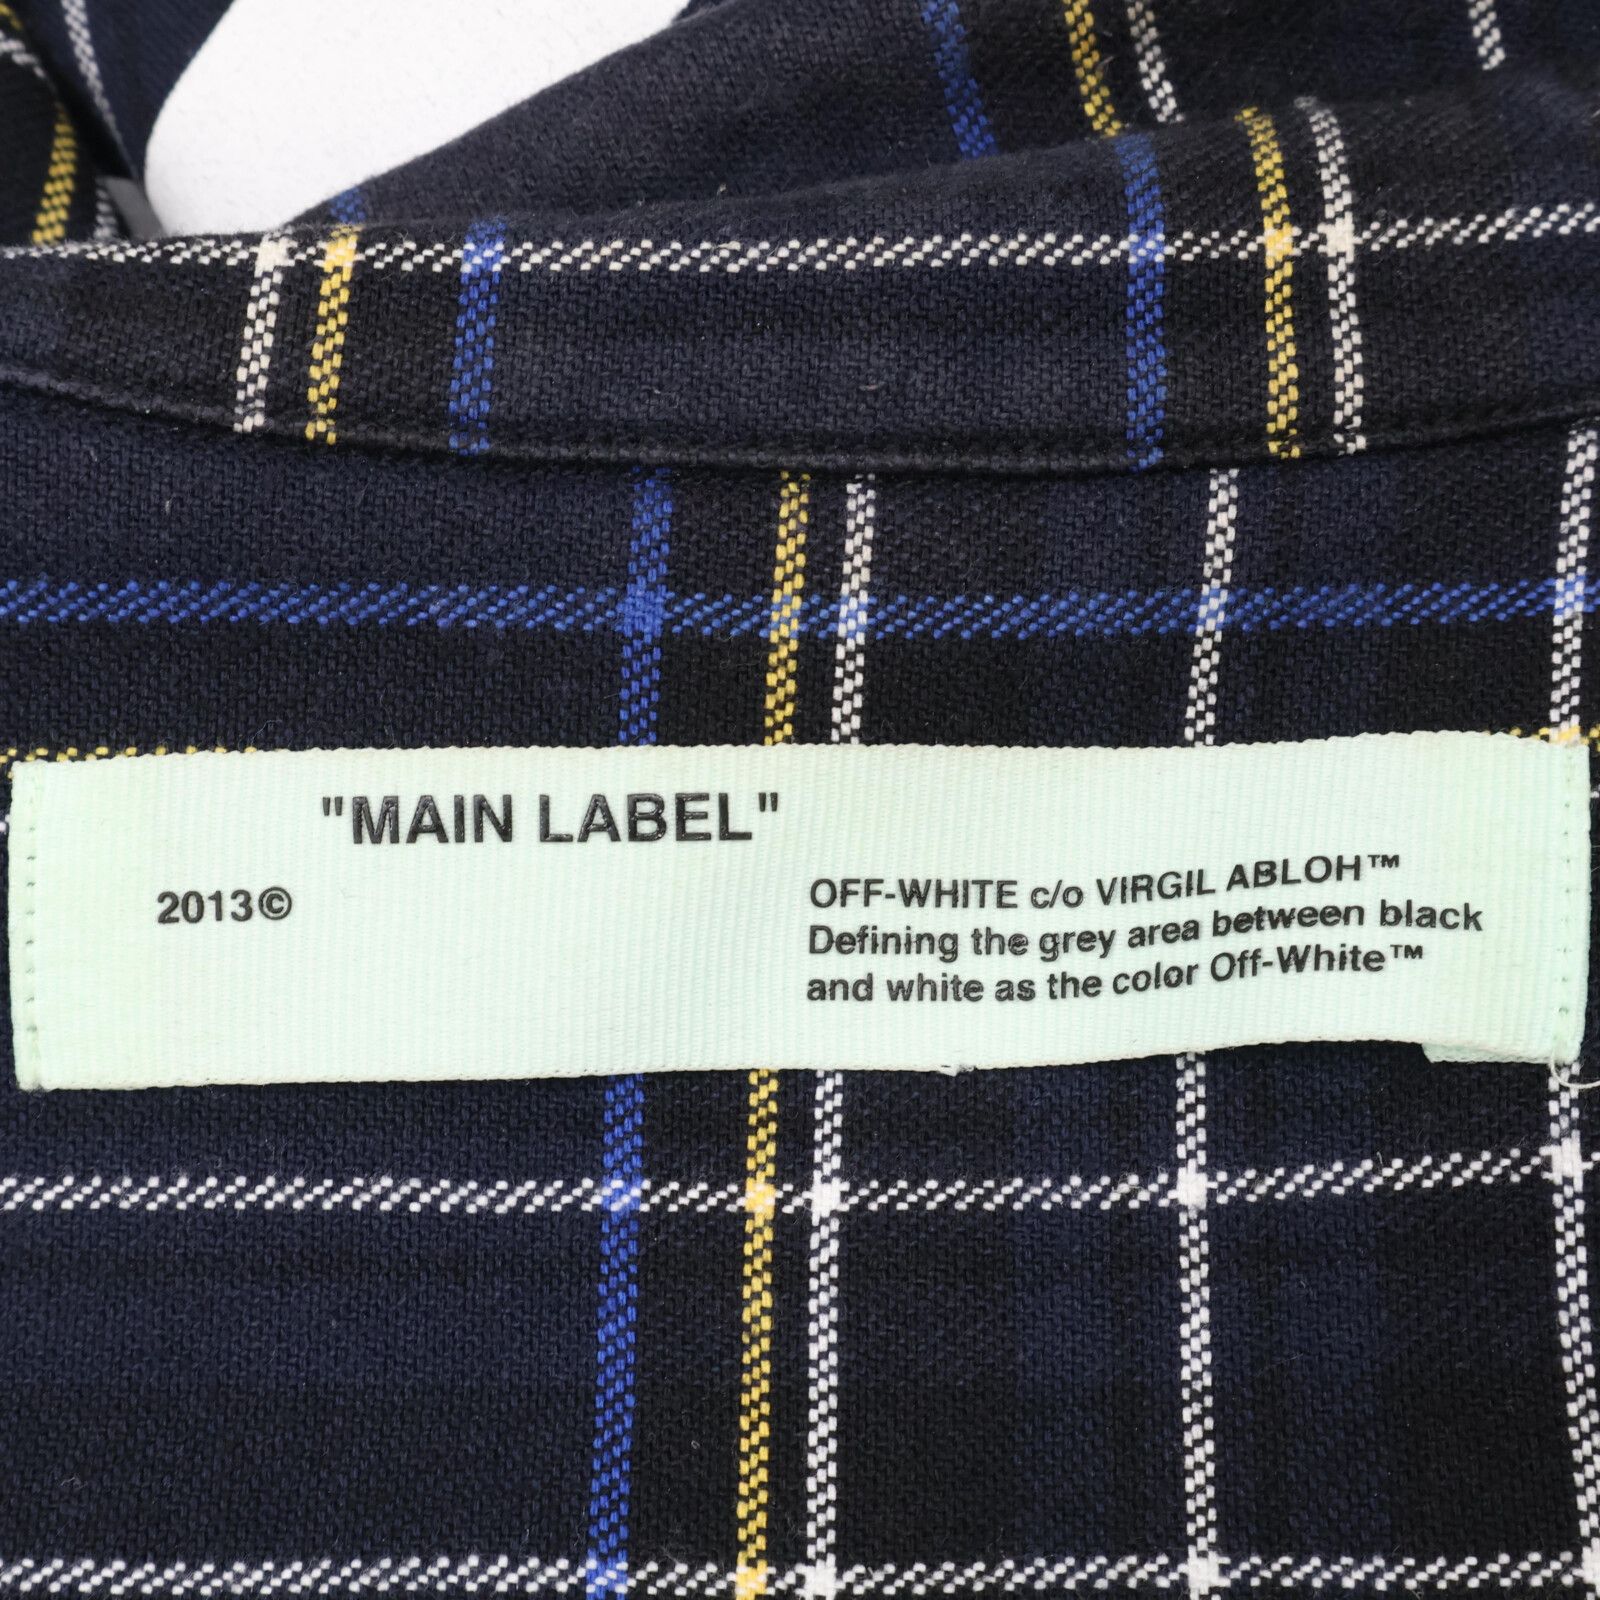 "MAIN LABEL"
2013©
OFF-WHITE c/o VIRGIL ABLOH™
Defining the grey area between black
and white as the color Off-White™